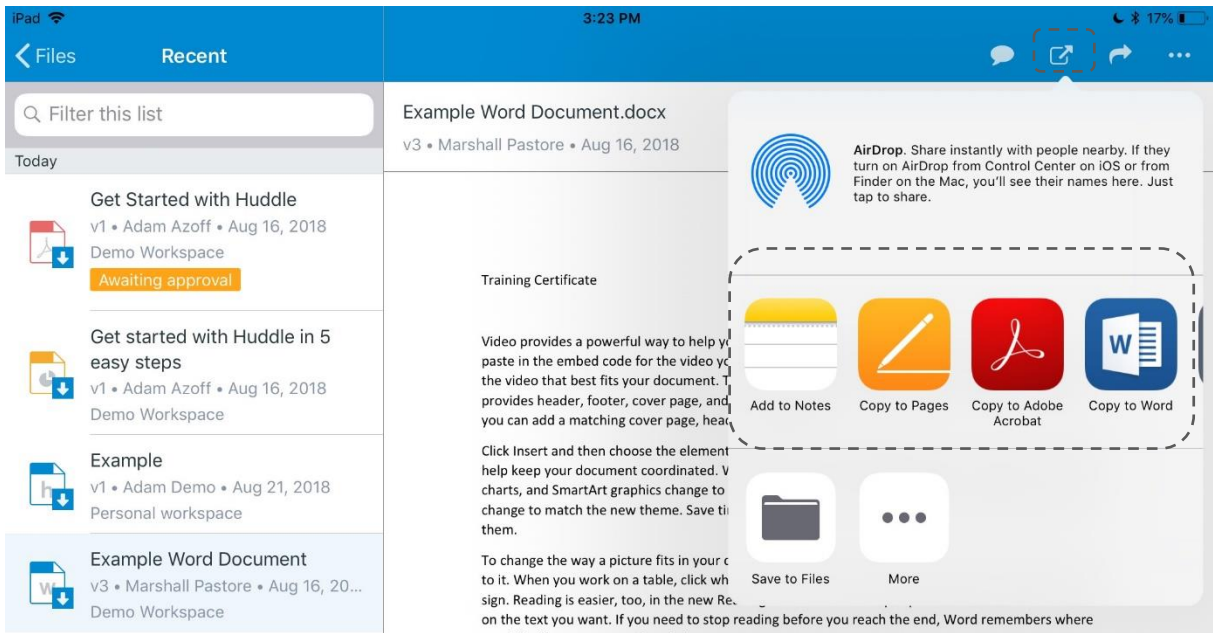 iPad
3:23 PM
17%
Files
Recent
Filter this list
Today
Get Started with Huddle
v1 • Adam Azoff • Aug 16, 2018
Demo Workspace
Awaiting approval
Get started with Huddle in 5
easy steps
v1 • Adam Azoff • Aug 16, 2018
Demo Workspace
Example
v1 • Adam Demo • Aug 21, 2018
Personal workspace
Example Word Document
v3 • Marshall Pastore • Aug 16, 20...
Demo Workspace
Example Word Document.docx
v3 • Marshall Pastore • Aug 16, 2018
Training Certificate
Video provides a powerful way to help
paste in the embed code for the video
the video that best fits your document.
provides header, footer, cover page, and
you can add a matching cover page,
Click Insert and then choose the element
help keep your document coordinated.
charts, and SmartArt graphics change to
change to match the new theme. Save
them.
To change the way a picture fits in your
to it. When you work on a table, click
sign. Reading is easier, too, in the new
on the text you want. If you need to stop reading before you reach the end, Word remembers where
AirDrop. Share instantly with people nearby. If they
turn on AirDrop from Control Center on iOS or from
Finder on the Mac, you'll see their names here. Just
tap to share.
Add to Notes
Copy to Pages
Copy to Adobe
Acrobat
Copy to Word
Save to Files
More